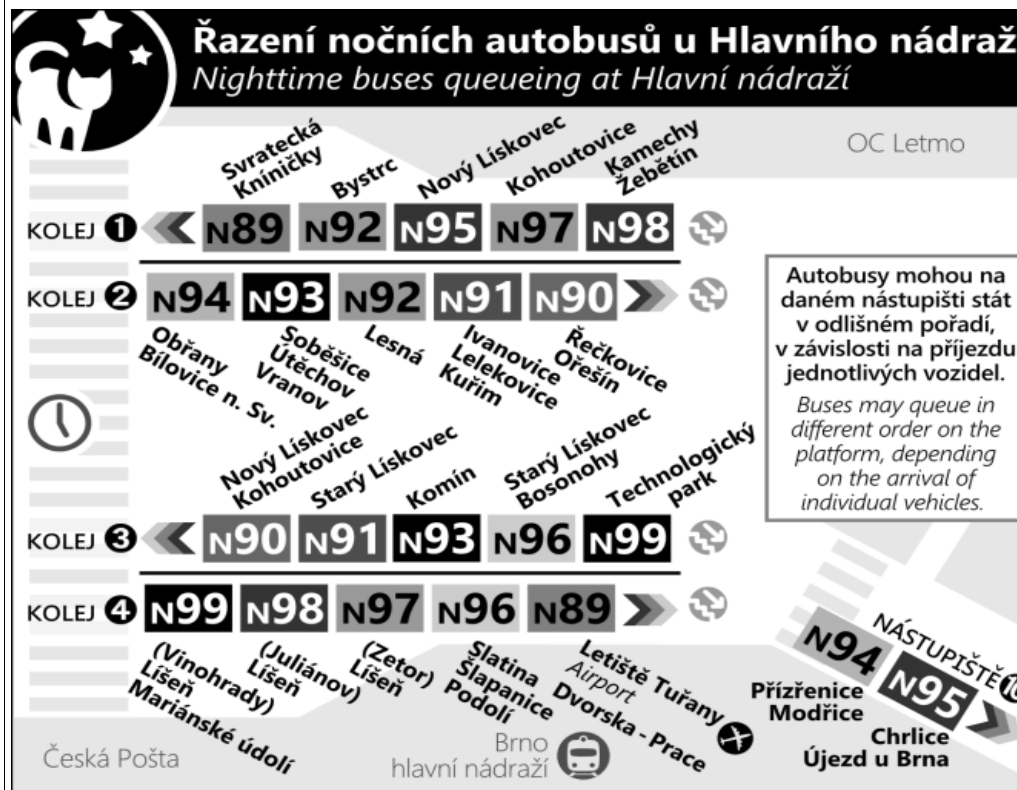 Řazení nočních autobusů u Hlavního nádraž
Nighttime buses queueing at Hlavní nádraží
OC Letmo
Svratecká
Kníničky
Bystrc
Nový Lískovec
Kohoutovice
Kamechy
Žebětín
KOLEJ 1 N89 N92 N95 N97 N98
KOLEJ 2 N94 N93 N92 N91 N90
Obřany
Bílovice n. Sv.
Soběšice
Útěchov
Vranov
Lesná
Ivanovice
Lelekovice
Kuřim
Řečkovice
Ořešín
Autobusy mohou na
daném nástupišti stát
v odlišném pořadí,
v závislosti na příjezdu
jednotlivých vozidel.
Buses may queue in
different order on the
platform, depending
on the arrival of
individual vehicles.
Nový Lískovec
Kohoutovice
Starý Lískovec
Komín
Starý Lískovec
Bosonohy
Technologický
park
KOLEJ 3 N90 N91 N93 N96 N99
KOLEJ 4 N99 N98 N97 N96 N89
(Vinohrady)
Líšeň
Mariánské údolí
(Juliánov)
Líšeň
(Zetor)
Líšeň
Slatina
Šlapanice
Podolí
Letiště Tuřany
Airport
Dvorska - Prace
NÁSTUPIŠTĚ
N94 N95
Přízřenice
Modřice
Chrlice
Újezd u Brna
Česká Pošta
Brno
hlavní nádraží